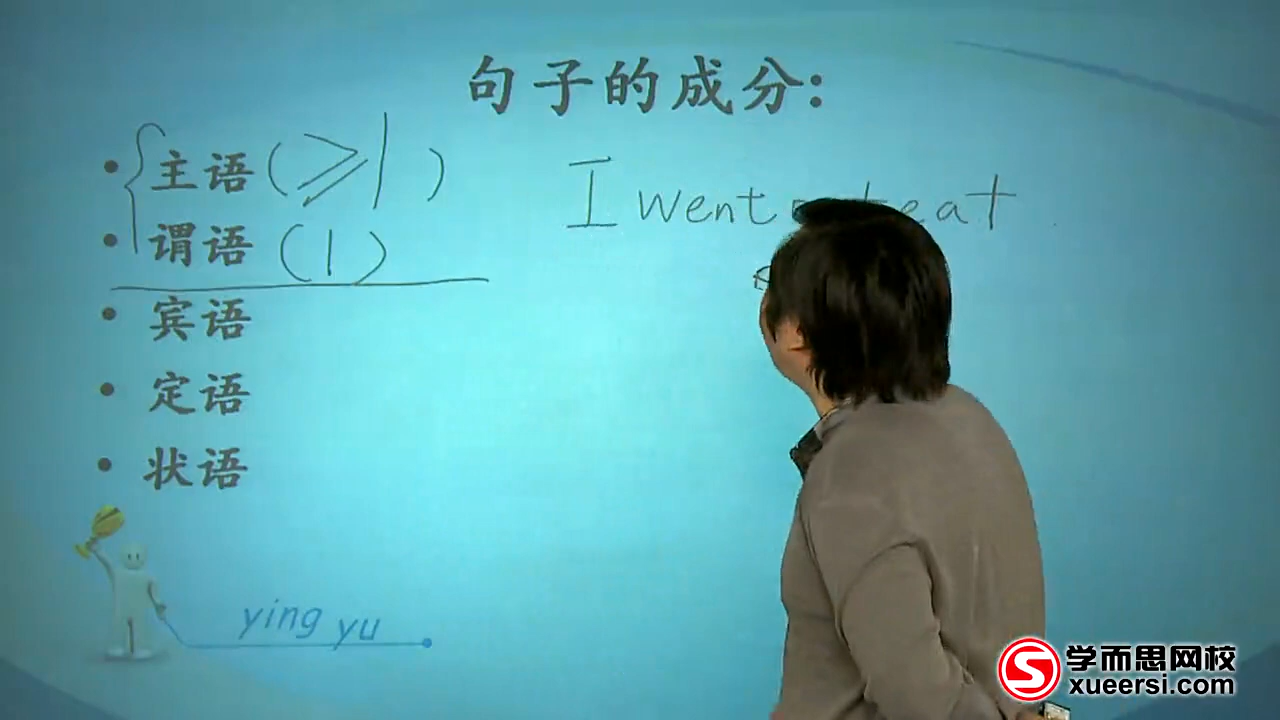 句子的成分:
• 主语 (≥1)
• 谓语 (1)
• 宾语
• 定语
• 状语
I went eat
ying yu
学而思网校
xueersi.com